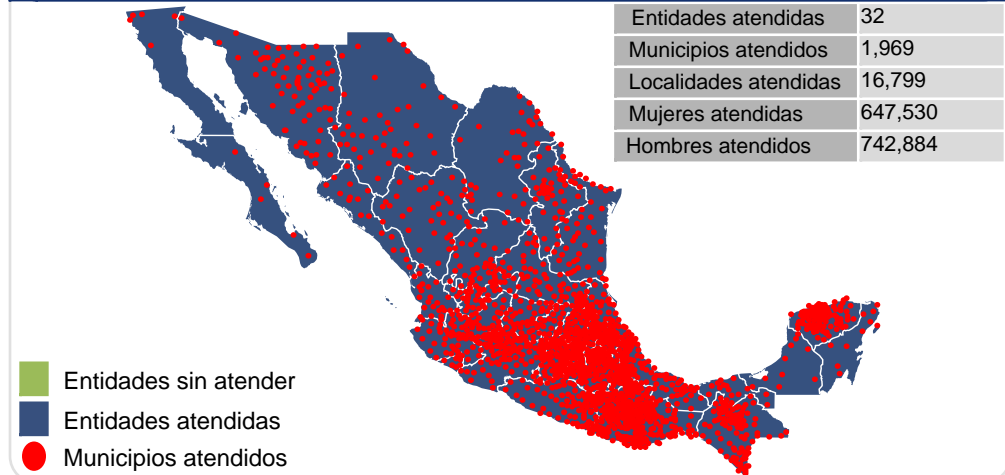 Entidades atendidas 32
Municipios atendidos 1,969
Localidades atendidas 16,799
Mujeres atendidas 647,530
Hombres atendidos 742,884
Entidades sin atender
Entidades atendidas
Municipios atendidos